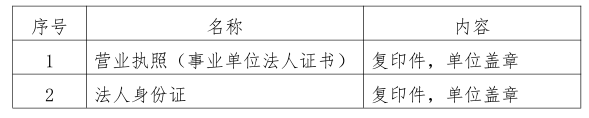 序号 名称 内容
1 营业执照（事业单位法人证书） 复印件，单位盖章
2 法人身份证 复印件，单位盖章